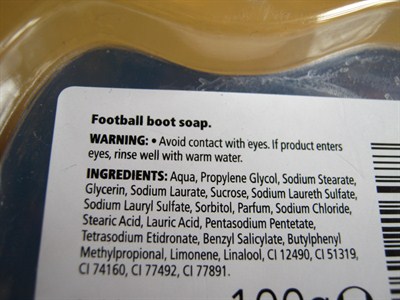 Football boot soap.
WARNING: • Avoid contact with eyes. If product enters
eyes, rinse well with warm water.
INGREDIENTS: Aqua, Propylene Glycol, Sodium Stearate,
Glycerin, Sodium Laurate, Sucrose, Sodium Laureth Sulfate,
Sodium Lauryl Sulfate, Sorbitol, Parfum, Sodium Chloride,
Stearic Acid, Lauric Acid, Pentasodium Pentetate,
Tetrasodium Etidronate, Benzyl Salicylate, Butylphenyl
Methylpropional, Limonene, Linalool, CI 12490, CI 51319,
CI 74160, CI 77492, CI 77891.
100g e